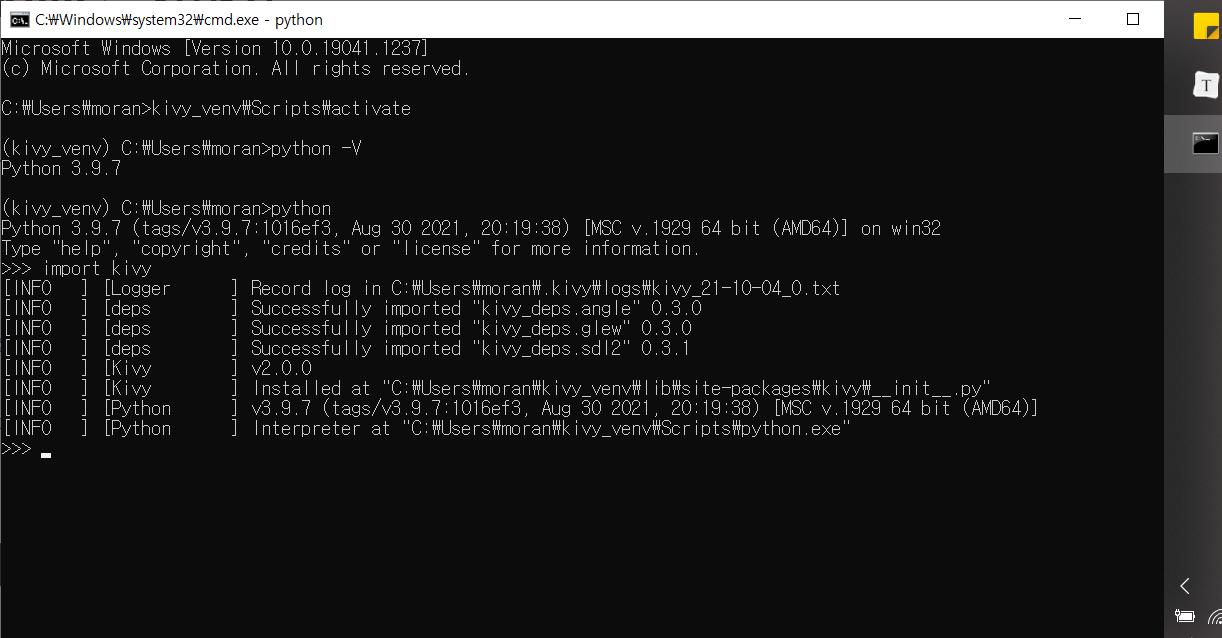 C:₩Windows₩system32₩cmd.exe - python
Microsoft Windows [Version 10.0.19041.1237]
(c) Microsoft Corporation. All rights reserved.
C:₩Users₩moran>kivy_venv₩Scripts₩activate
(kivy_venv) C:₩Users₩moran>python -V
Python 3.9.7
(kivy_venv) C:₩Users₩moran>python
Python 3.9.7 (tags/v3.9.7:1016ef3, Aug 30 2021, 20:19:38) [MSC v.1929 64 bit (AMD64)] on win32
Type "help", "copyright", "credits" or "license" for more information.
>>> import kivy
[INFO   ] [Logger      ] Record log in C:₩Users₩moran₩.kivy₩logs₩kivy_21-10-04_0.txt
[INFO   ] [deps        ] Successfully imported "kivy_deps.angle" 0.3.0
[INFO   ] [deps        ] Successfully imported "kivy_deps.glew" 0.3.0
[INFO   ] [deps        ] Successfully imported "kivy_deps.sdl2" 0.3.1
[INFO   ] [Kivy        ] v2.0.0
[INFO   ] [Kivy        ] Installed at "C:₩Users₩moran₩kivy_venv₩lib₩site-packages₩kivy₩__init__.py"
[INFO   ] [Python      ] v3.9.7 (tags/v3.9.7:1016ef3, Aug 30 2021, 20:19:38) [MSC v.1929 64 bit (AMD64)]
[INFO   ] [Python      ] Interpreter at "C:₩Users₩moran₩kivy_venv₩Scripts₩python.exe"
>>>
T